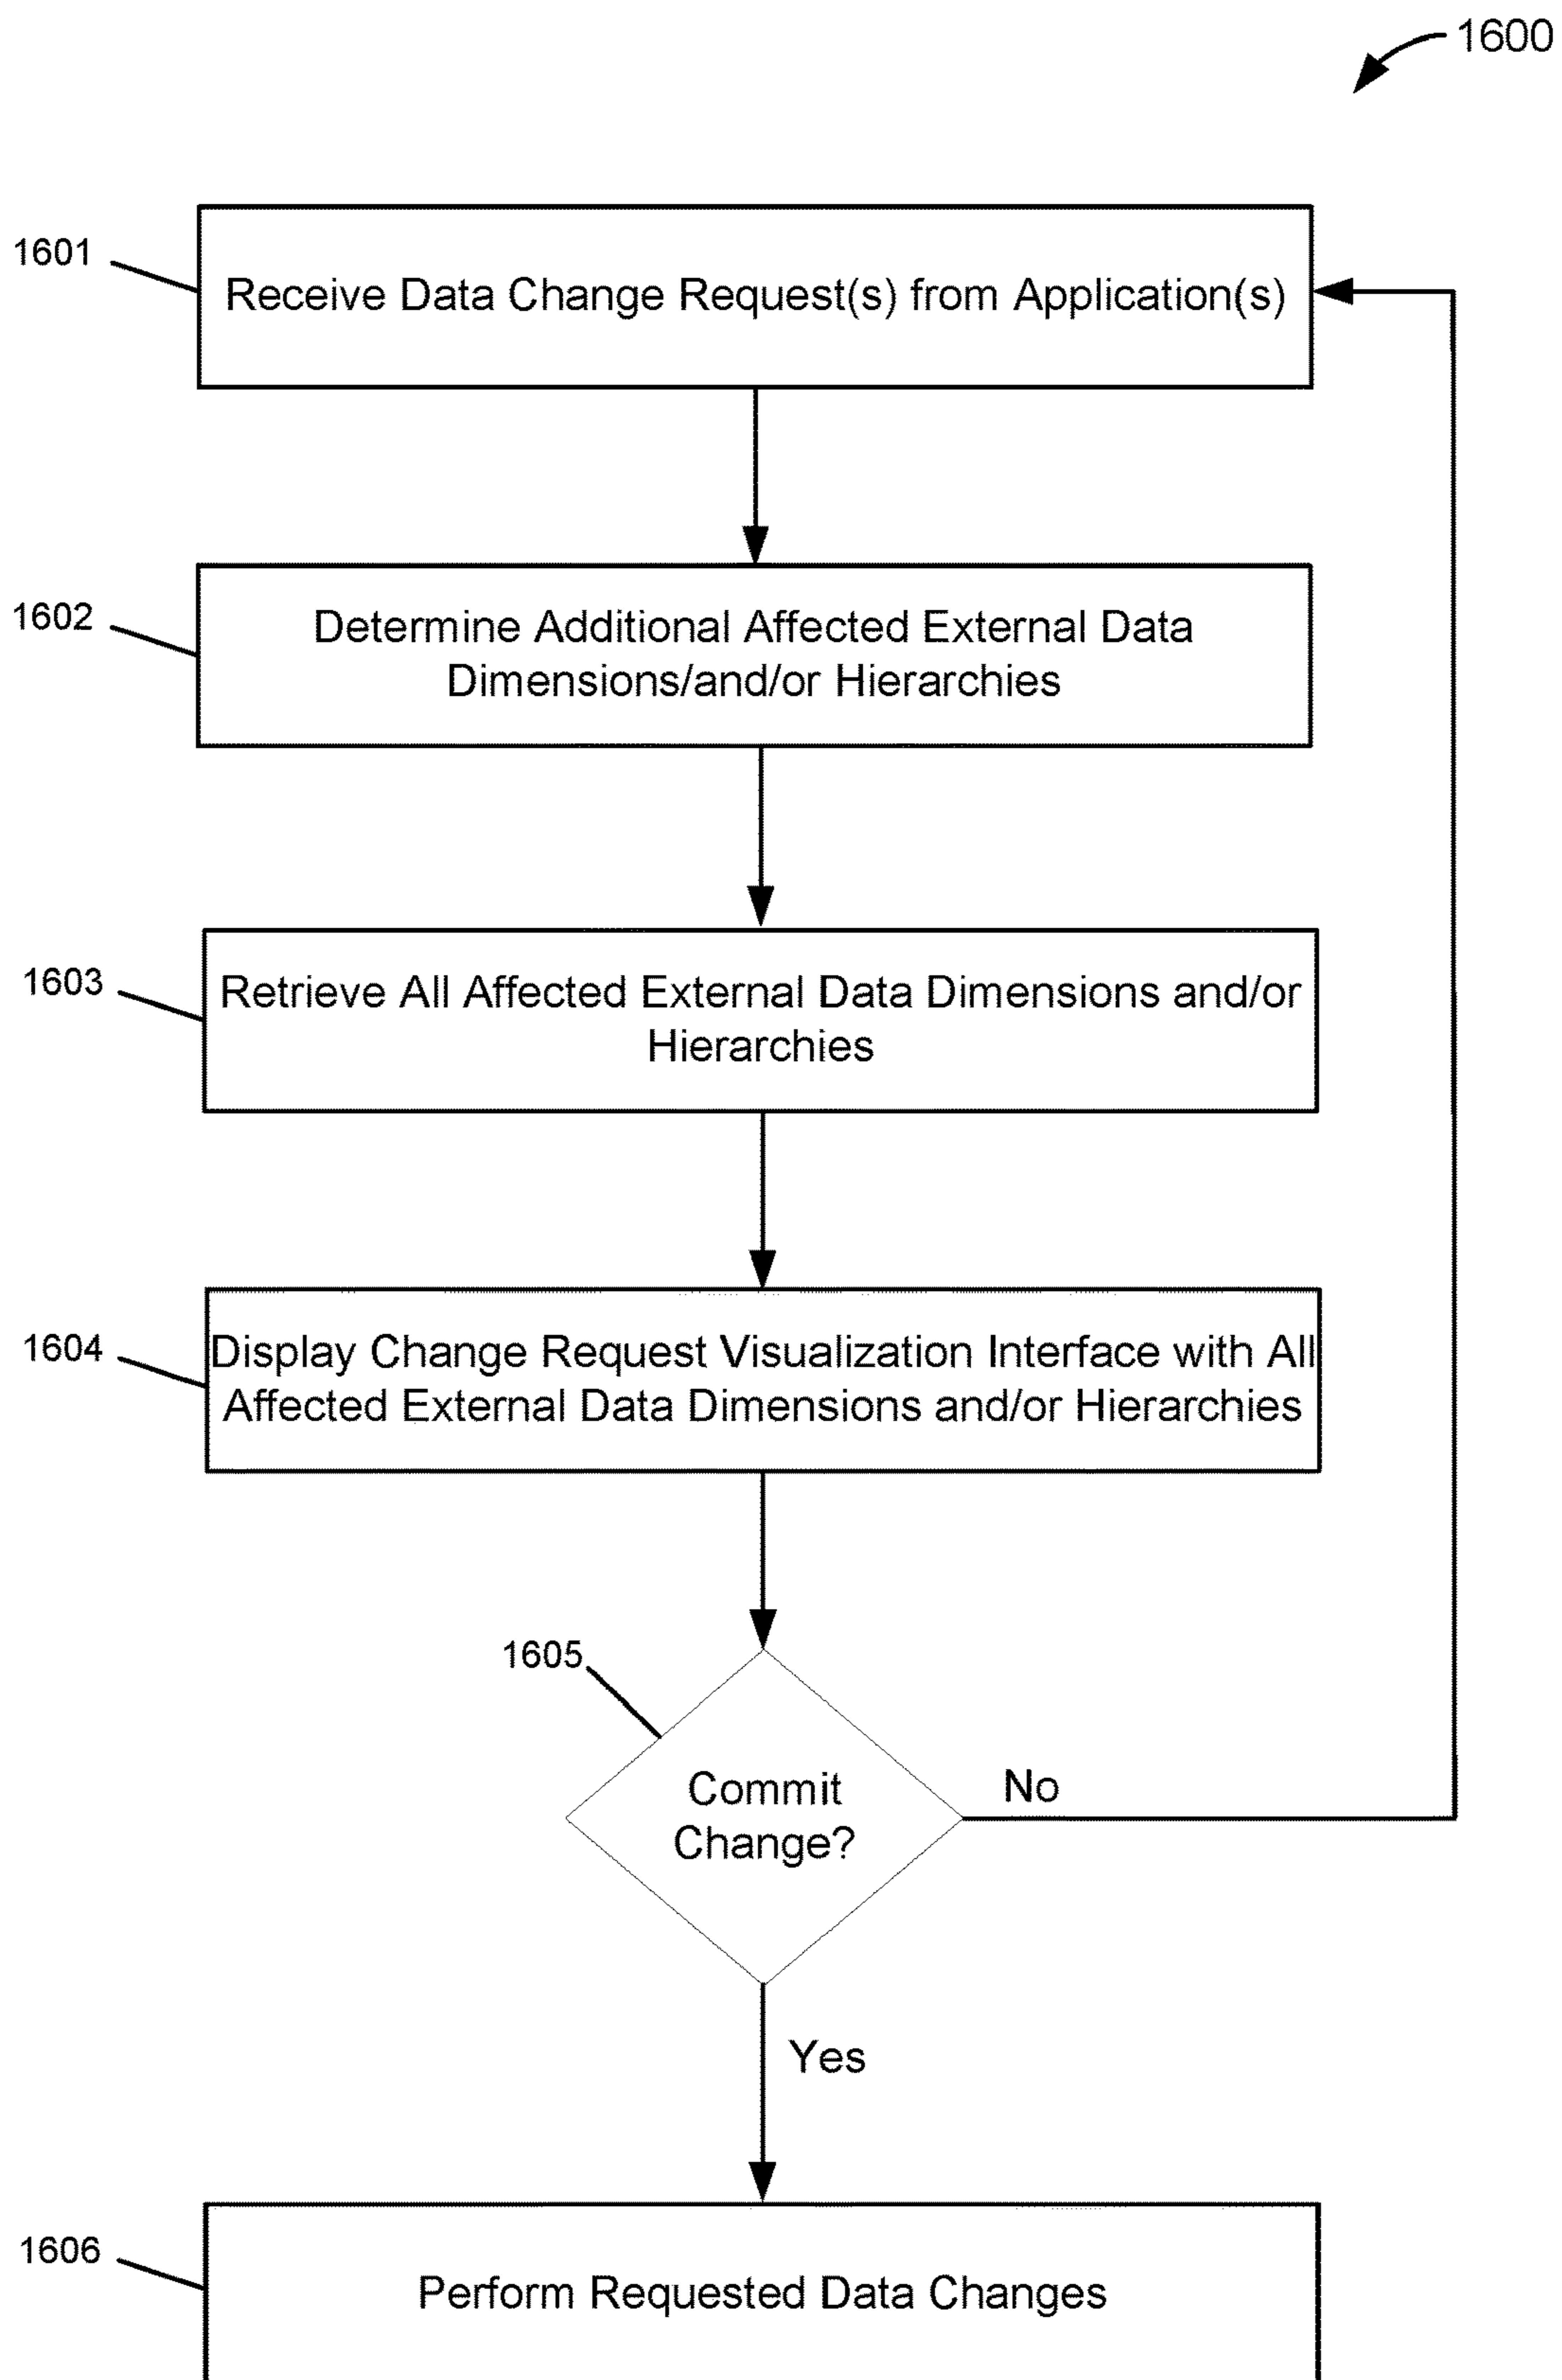 1600
1601
Receive Data Change Request(s) from Application(s)
1602
Determine Additional Affected External Data
Dimensions/and/or Hierarchies
1603
Retrieve All Affected External Data Dimensions and/or
Hierarchies
1604
Display Change Request Visualization Interface with All
Affected External Data Dimensions and/or Hierarchies
1605
Commit
Change?
No
Yes
1606
Perform Requested Data Changes